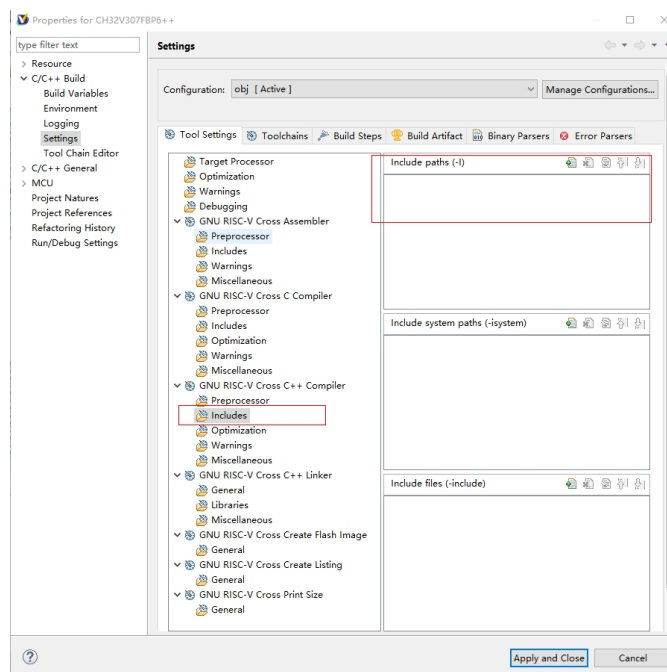 Properties for CH32V307FBP6++
type filter text
Resource
C/C++ Build
Build Variables
Environment
Logging
Settings
Tool Chain Editor
C/C++ General
MCU
Project Natures
Project References
Refactoring History
Run/Debug Settings
Settings
Configuration: obj [ Active ] Manage Configurations...
Tool Settings Toolchains Build Steps Build Artifact Binary Parsers Error Parsers
Target Processor
Optimization
Warnings
Debugging
GNU RISC-V Cross Assembler
Preprocessor
Includes
Warnings
Miscellaneous
GNU RISC-V Cross C Compiler
Preprocessor
Includes
Optimization
Warnings
Miscellaneous
GNU RISC-V Cross C++ Compiler
Preprocessor
Includes
Optimization
Warnings
Miscellaneous
GNU RISC-V Cross C++ Linker
General
Libraries
Miscellaneous
GNU RISC-V Cross Create Flash Image
General
GNU RISC-V Cross Create Listing
General
GNU RISC-V Cross Print Size
General
Include paths (-I)
Include system paths (-isystem)
Include files (-include)
Apply and Close Cancel